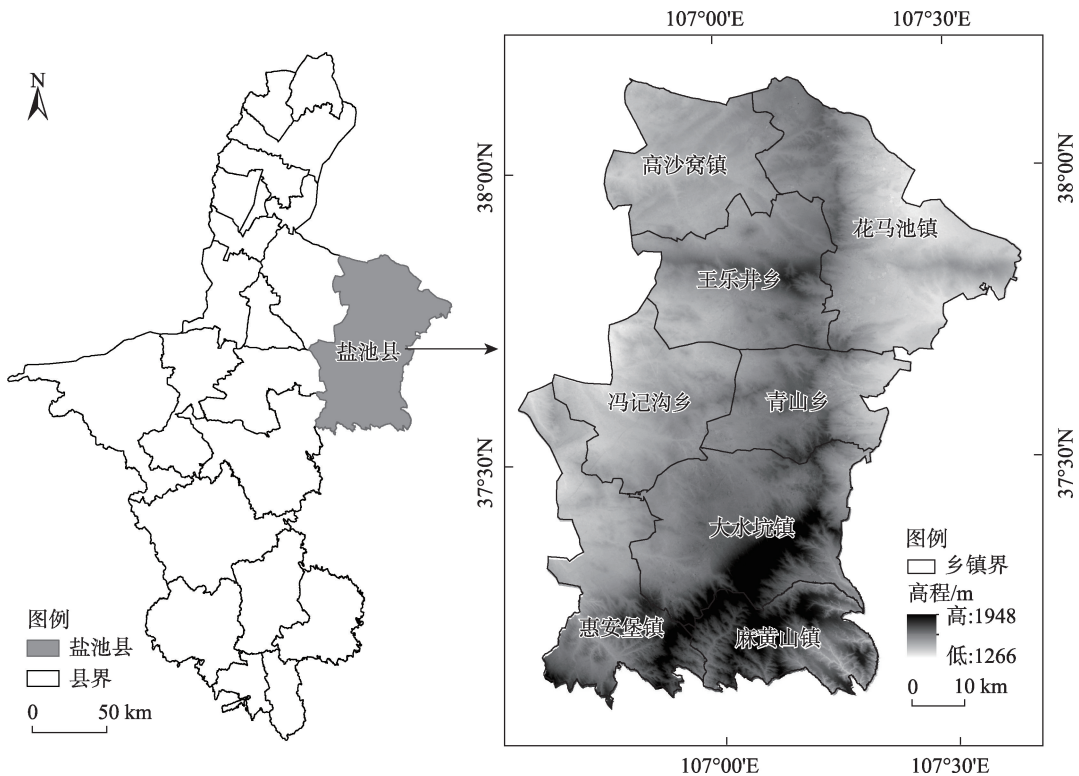 N
盐池县
图例
盐池县
县界
0 50 km
107°00'E 107°30'E
38°00'N
37°30'N
38°00'N
37°30'N
高沙窝镇
花马池镇
王乐井乡
冯记沟乡
青山乡
大水坑镇
惠安堡镇
麻黄山镇
图例
乡镇界
高程/m
高:1948
低:1266
0 10 km
107°00'E 107°30'E